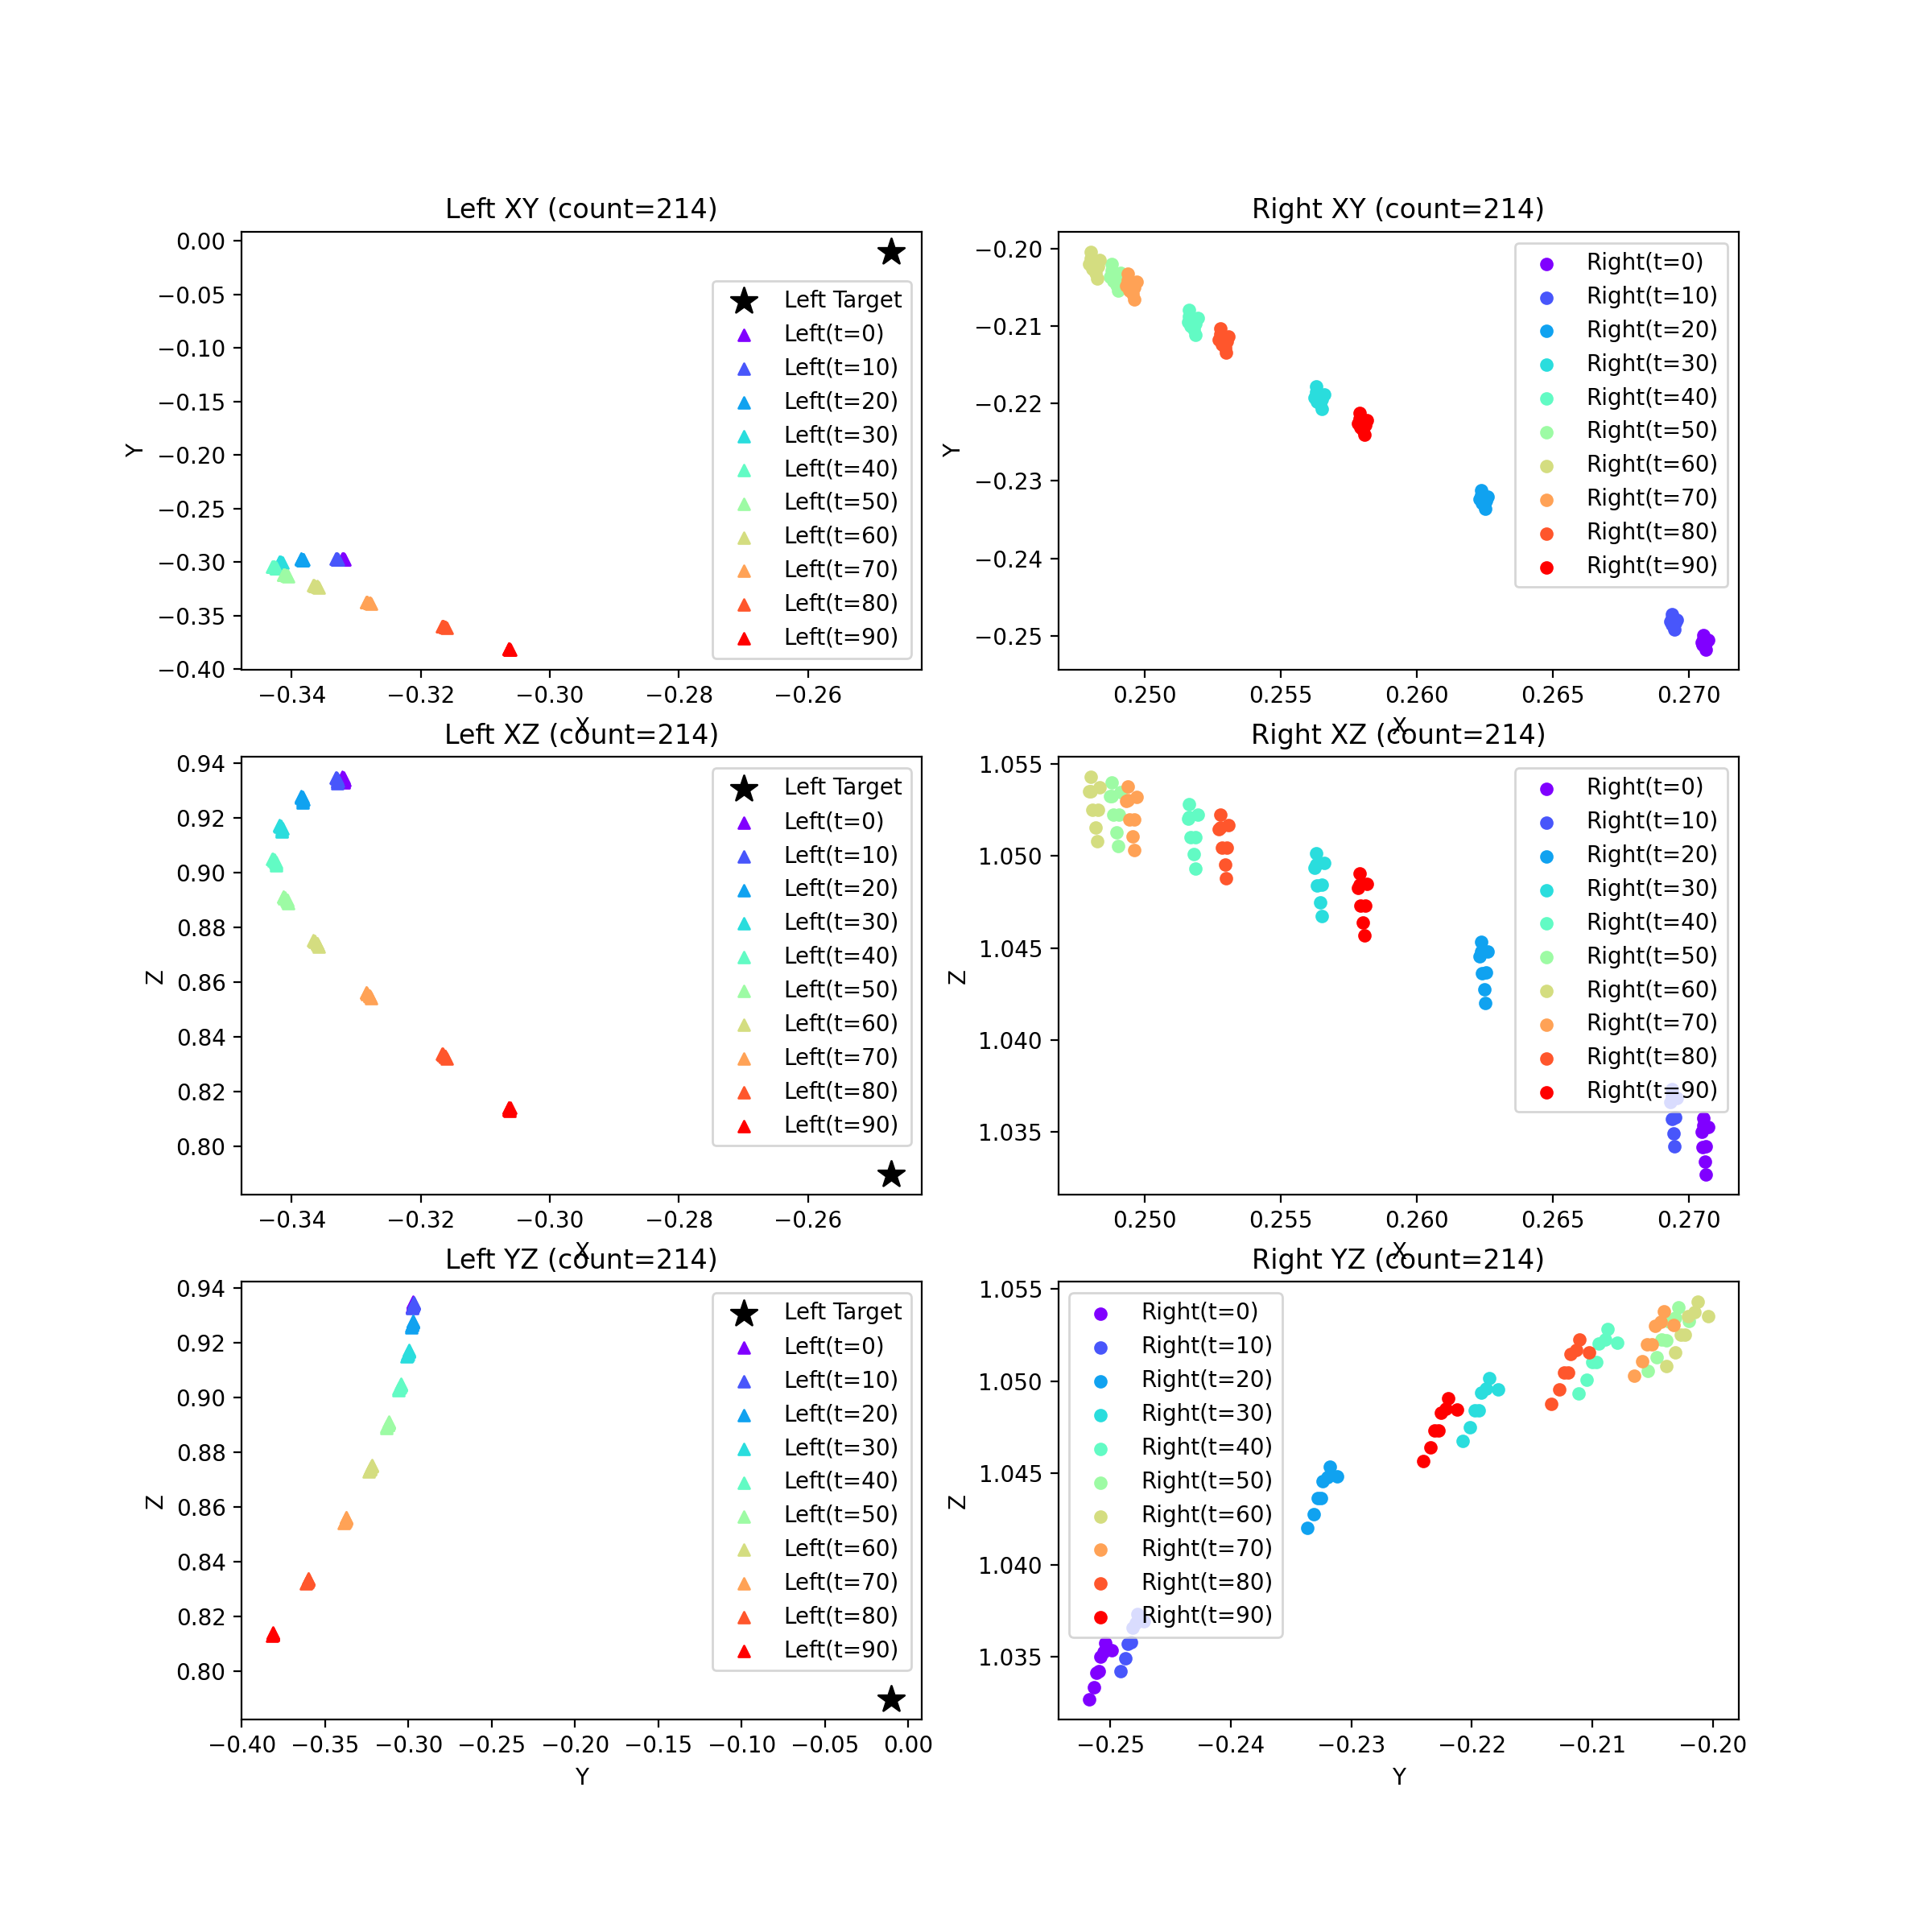 Left XY (count=214)
0.00
−0.05
−0.10
−0.15
−0.20
−0.25
−0.30
−0.35
−0.40
Y
−0.34 −0.32 −0.30 −0.28 −0.26
X
Left Target
Left(t=0)
Left(t=10)
Left(t=20)
Left(t=30)
Left(t=40)
Left(t=50)
Left(t=60)
Left(t=70)
Left(t=80)
Left(t=90)
Right XY (count=214)
−0.20
−0.21
−0.22
−0.23
−0.24
−0.25
Y
0.250 0.255 0.260 0.265 0.270
X
Right(t=0)
Right(t=10)
Right(t=20)
Right(t=30)
Right(t=40)
Right(t=50)
Right(t=60)
Right(t=70)
Right(t=80)
Right(t=90)
Left XZ (count=214)
0.94
0.92
0.90
0.88
0.86
0.84
0.82
0.80
Z
−0.34 −0.32 −0.30 −0.28 −0.26
X
Left Target
Left(t=0)
Left(t=10)
Left(t=20)
Left(t=30)
Left(t=40)
Left(t=50)
Left(t=60)
Left(t=70)
Left(t=80)
Left(t=90)
Right XZ (count=214)
1.055
1.050
1.045
1.040
1.035
Z
0.250 0.255 0.260 0.265 0.270
X
Right(t=0)
Right(t=10)
Right(t=20)
Right(t=30)
Right(t=40)
Right(t=50)
Right(t=60)
Right(t=70)
Right(t=80)
Right(t=90)
Left YZ (count=214)
0.94
0.92
0.90
0.88
0.86
0.84
0.82
0.80
Z
−0.40 −0.35 −0.30 −0.25 −0.20 −0.15 −0.10 −0.05 0.00
Y
Left Target
Left(t=0)
Left(t=10)
Left(t=20)
Left(t=30)
Left(t=40)
Left(t=50)
Left(t=60)
Left(t=70)
Left(t=80)
Left(t=90)
Right YZ (count=214)
1.055
1.050
1.045
1.040
1.035
Z
−0.25 −0.24 −0.23 −0.22 −0.21 −0.20
Y
Right(t=0)
Right(t=10)
Right(t=20)
Right(t=30)
Right(t=40)
Right(t=50)
Right(t=60)
Right(t=70)
Right(t=80)
Right(t=90)